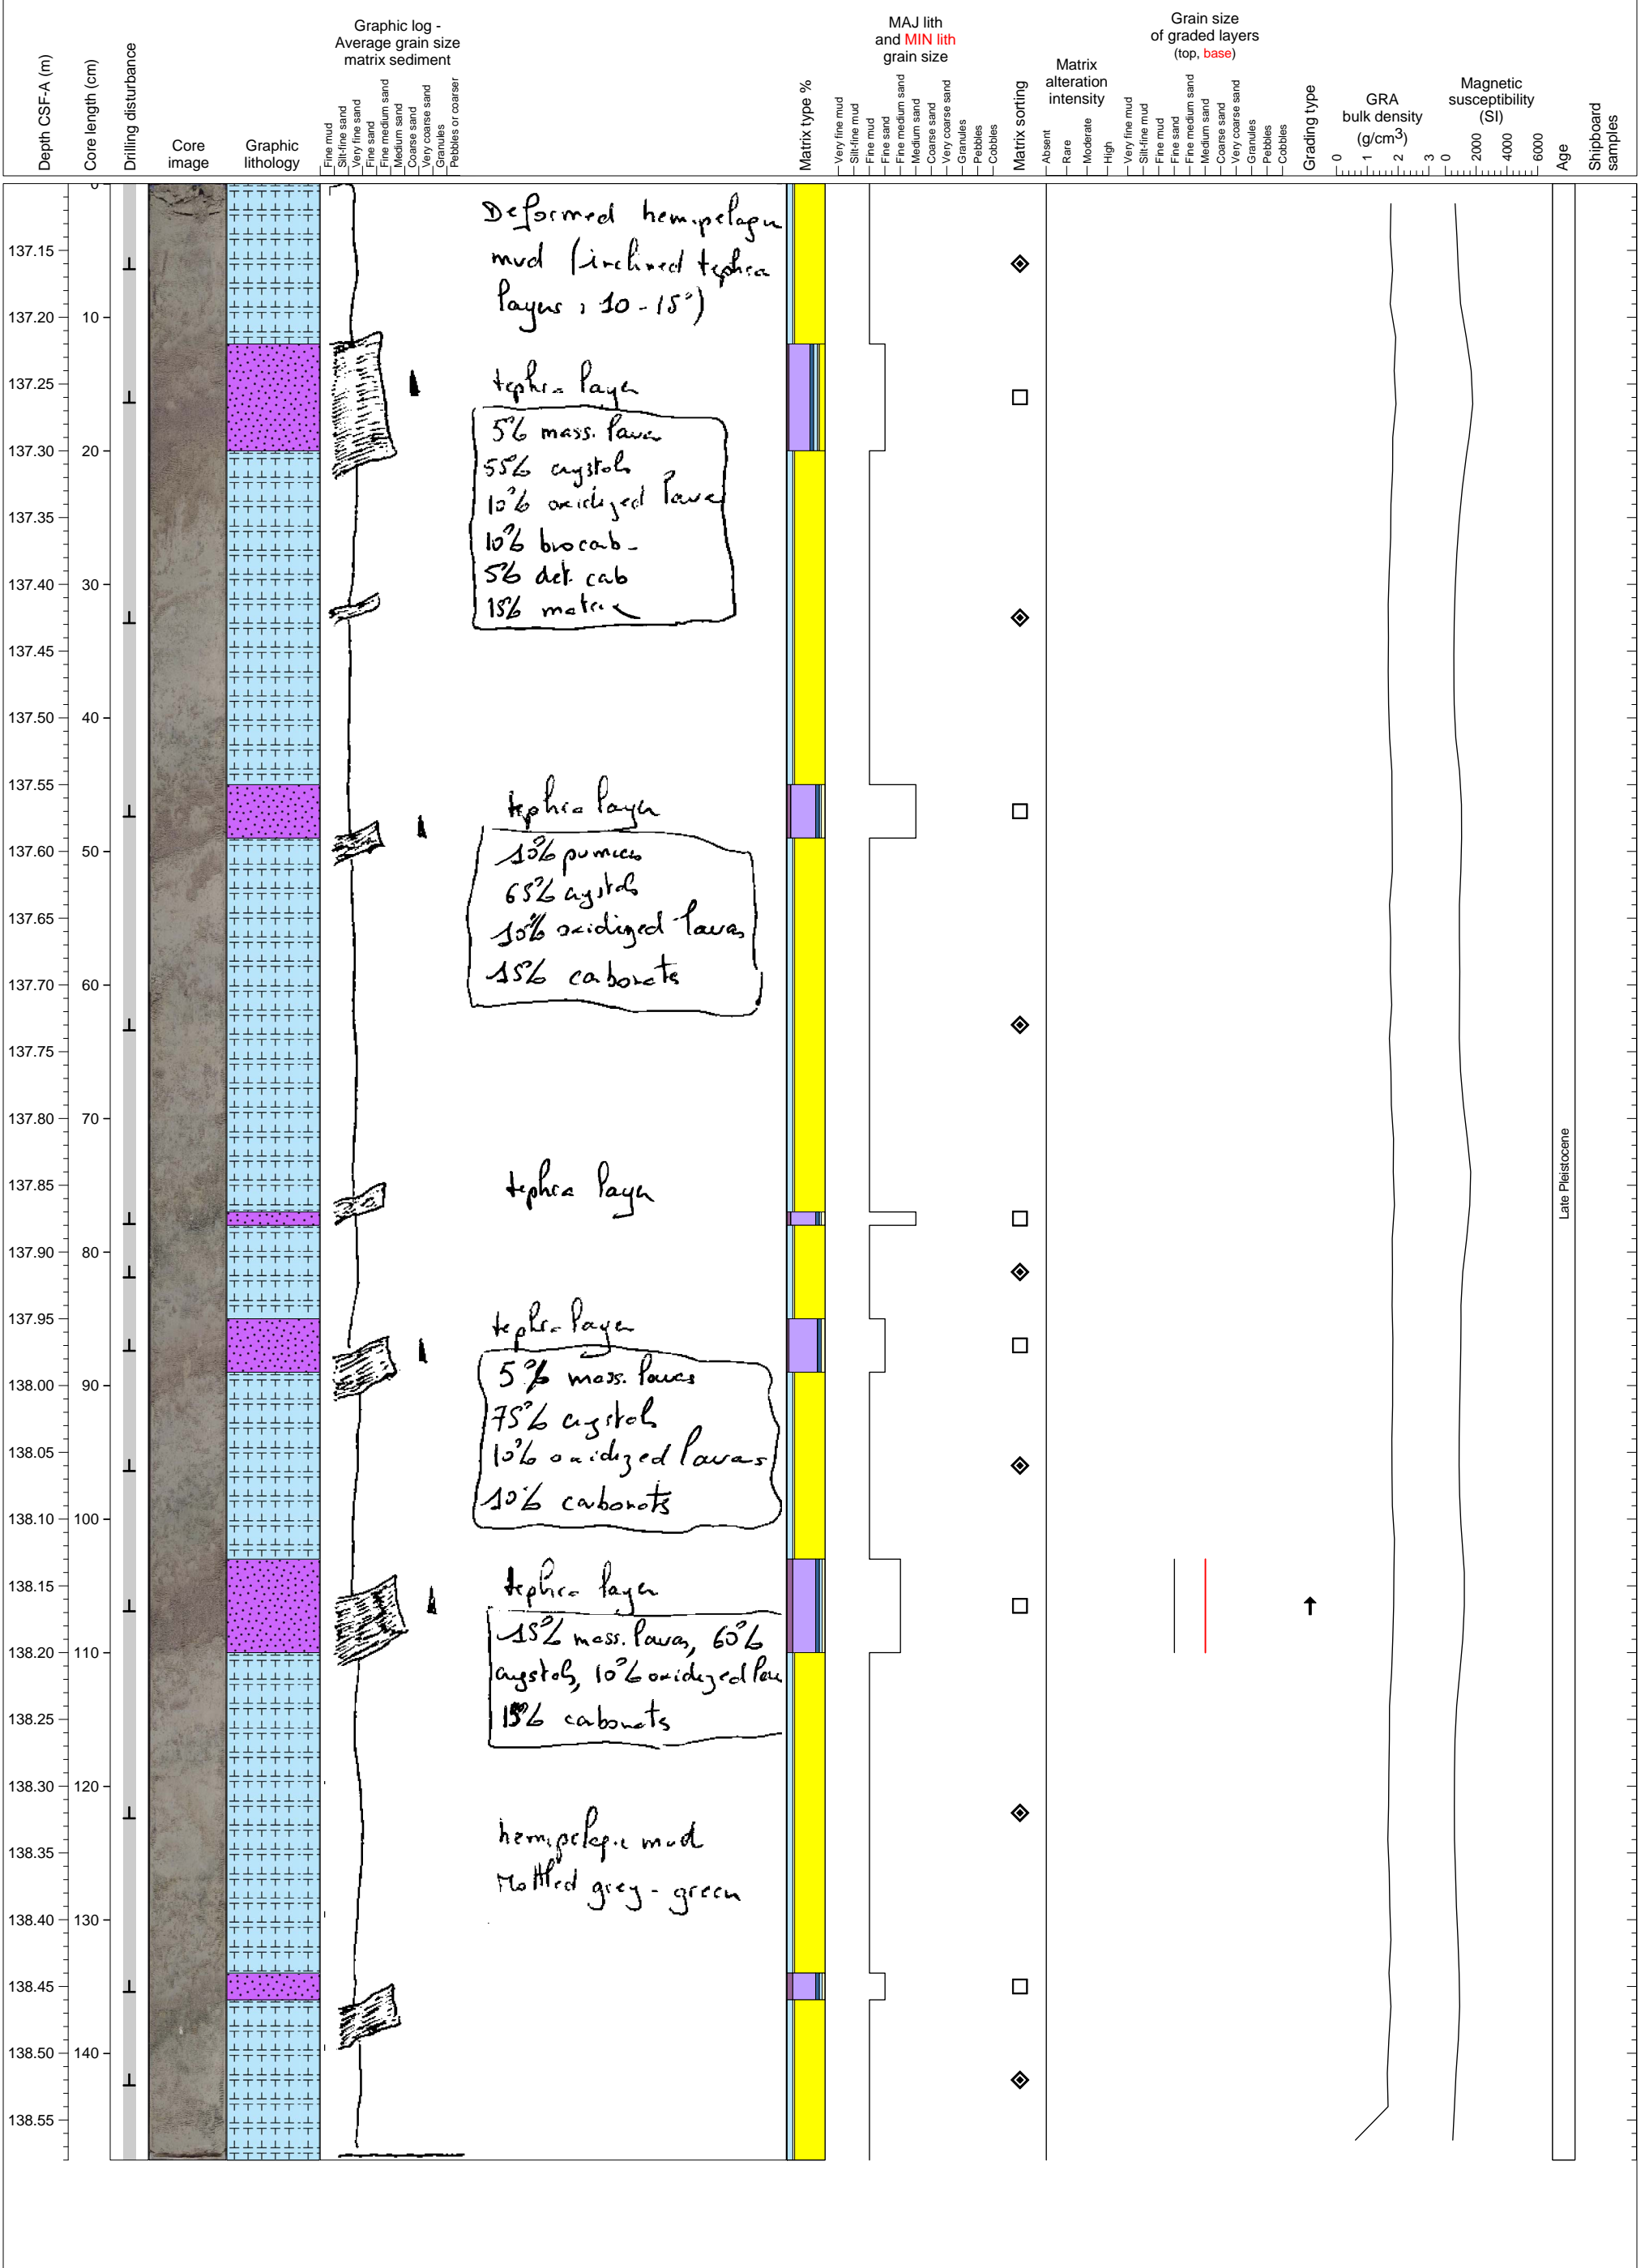 Depth CSF-A (m)
Core length (cm)
Drilling disturbance
Core
image
Graphic
lithology
Graphic log -
Average grain size
matrix sediment
Fine mud
Silt-fine sand
Very fine sand
Fine sand
Fine medium sand
Medium sand
Coarse sand
Very coarse sand
Granules
Pebbles or coarser
Matrix type %
MAJ lith
and MIN lith
grain size
Very fine mud
Silt-fine mud
Fine mud
Fine sand
Fine medium sand
Medium sand
Coarse sand
Very coarse sand
Granules
Pebbles
Cobbles
Matrix sorting
Matrix
alteration
intensity
Absent
Rare
Moderate
High
Grain size
of graded layers
(top, base)
Very fine mud
Silt-fine mud
Fine mud
Fine sand
Fine medium sand
Medium sand
Coarse sand
Very coarse sand
Granules
Pebbles
Cobbles
Grading type
GRA
bulk density
(g/cm3)
0 1 2 3
Magnetic
susceptibility
(SI)
0 2000 4000 6000
Age
Shipboard
samples
0
137.15
137.20 10
137.25
137.30 20
137.35
137.40 30
137.45
137.50 40
137.55
137.60 50
137.65
137.70 60
137.75
137.80 70
137.85
137.90 80
137.95
138.00 90
138.05
138.10 100
138.15
138.20 110
138.25
138.30 120
138.35
138.40 130
138.45
138.50 140
138.55
Deformed hemipelagic
mud (inclined tephra
layers, 10-15°)
tephra layer
5% mass. lava
55% crystals
10% oxidized lava
10% biocarb-
5% det. cab
15% matrix
tephra layer
10% pumices
65% crystals
10% oxidized lavas
15% carbonats
tephra layer
tephra layer
5% mass. lavas
75% crystals
10% oxidized lavas
10% carbonats
tephra layer
15% mass. lavas, 60%
crystals, 10% oxidized lava
15% carbonats
hemipelagic mud
Mottled grey-green
Late Pleistocene